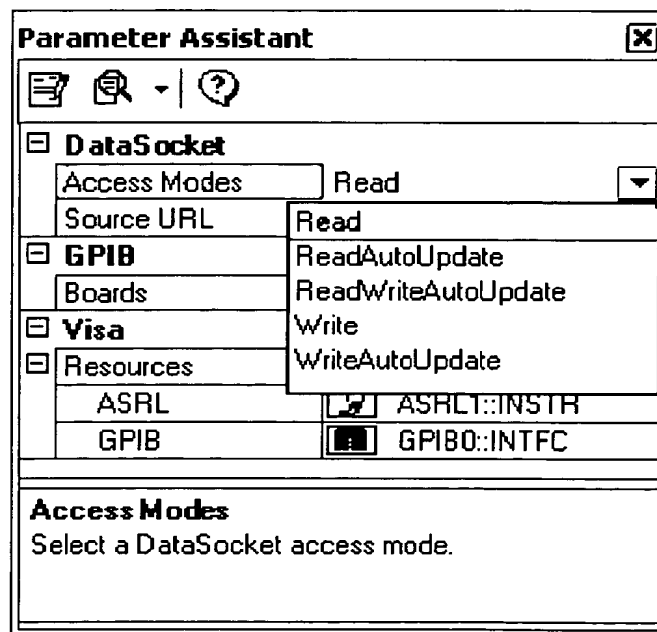 Parameter Assistant
DataSocket
Access Modes Read
Source URL Read
GPIB ReadAutoUpdate
Boards ReadWriteAutoUpdate
Visa Write
Resources WriteAutoUpdate
ASRL ASRL1::INSTR
GPIB GPIB0::INTFC
Access Modes
Select a DataSocket access mode.